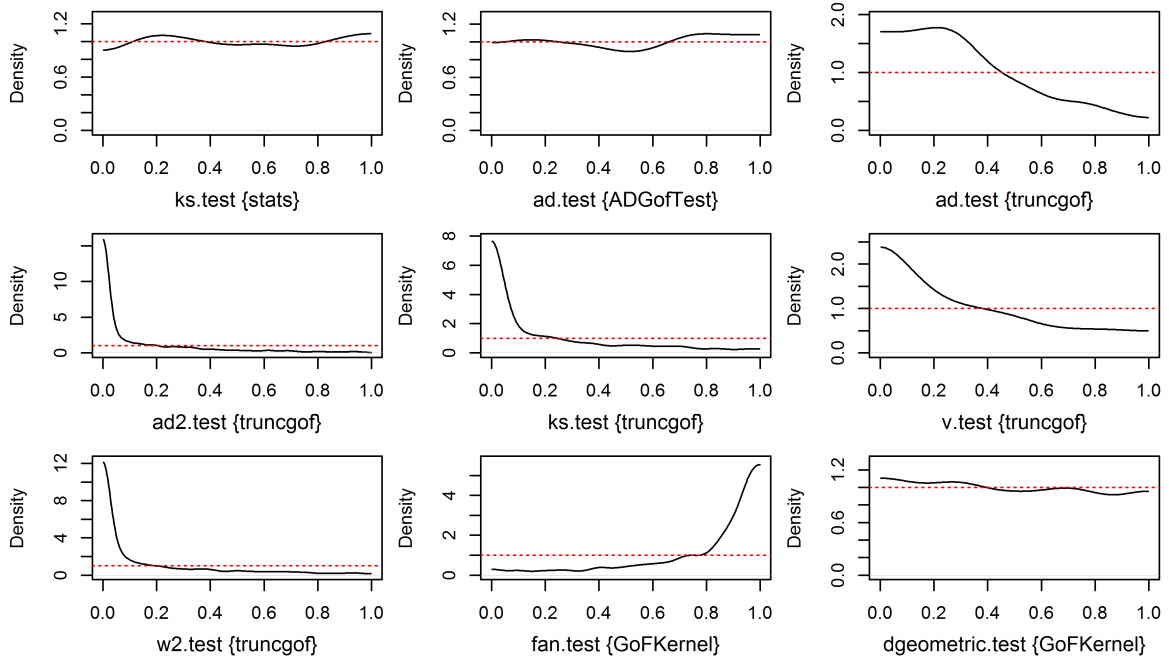 Density
0.0 0.6 1.2
0.0 0.2 0.4 0.6 0.8 1.0
ks.test {stats}
Density
0.0 0.6 1.2
0.0 0.2 0.4 0.6 0.8 1.0
ad.test {ADGofTest}
Density
0.0 1.0 2.0
0.0 0.2 0.4 0.6 0.8 1.0
ad.test {truncgof}
Density
0 5 10
0.0 0.2 0.4 0.6 0.8 1.0
ad2.test {truncgof}
Density
0 2 4 6 8
0.0 0.2 0.4 0.6 0.8 1.0
ks.test {truncgof}
Density
0.0 1.0 2.0
0.0 0.2 0.4 0.6 0.8 1.0
v.test {truncgof}
Density
0 4 8 12
0.0 0.2 0.4 0.6 0.8 1.0
w2.test {truncgof}
Density
0 2 4
0.0 0.2 0.4 0.6 0.8 1.0
fan.test {GoFKernel}
Density
0.0 0.6 1.2
0.0 0.2 0.4 0.6 0.8 1.0
dgeometric.test {GoFKernel}